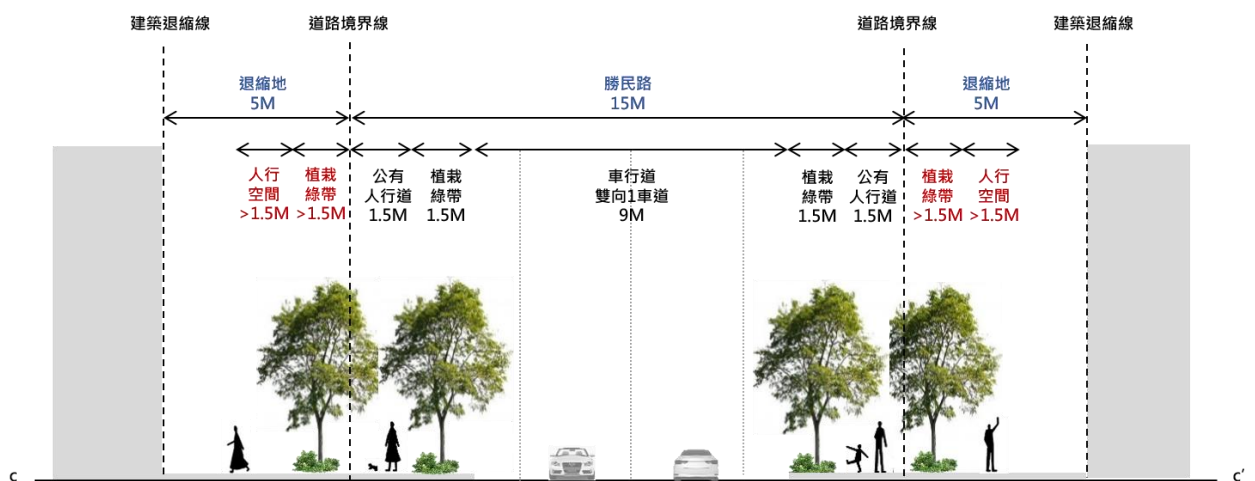 建築退縮線
道路境界線
道路境界線
建築退縮線
退縮地
5M
勝民路
15M
退縮地
5M
人行
空間
>1.5M
植栽
綠帶
>1.5M
公有
人行道
1.5M
植栽
綠帶
1.5M
車行道
雙向1車道
9M
植栽
綠帶
1.5M
公有
人行道
1.5M
植栽
綠帶
>1.5M
人行
空間
>1.5M
c
c’